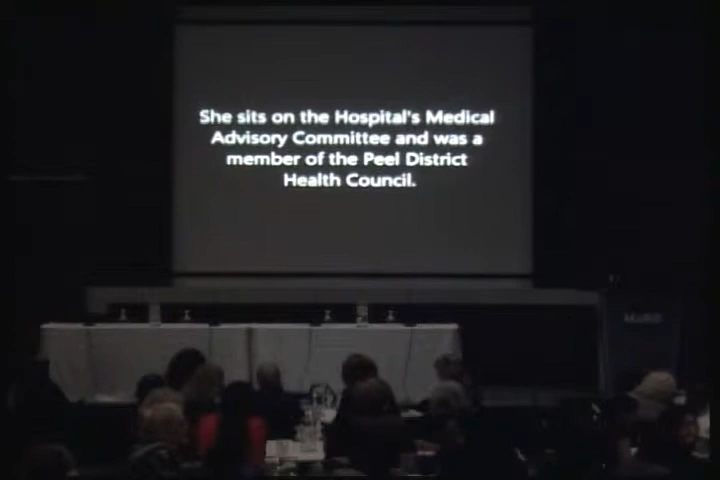 She sits on the Hospital's Medical
Advisory Committee and was a
member of the Peel District
Health Council.